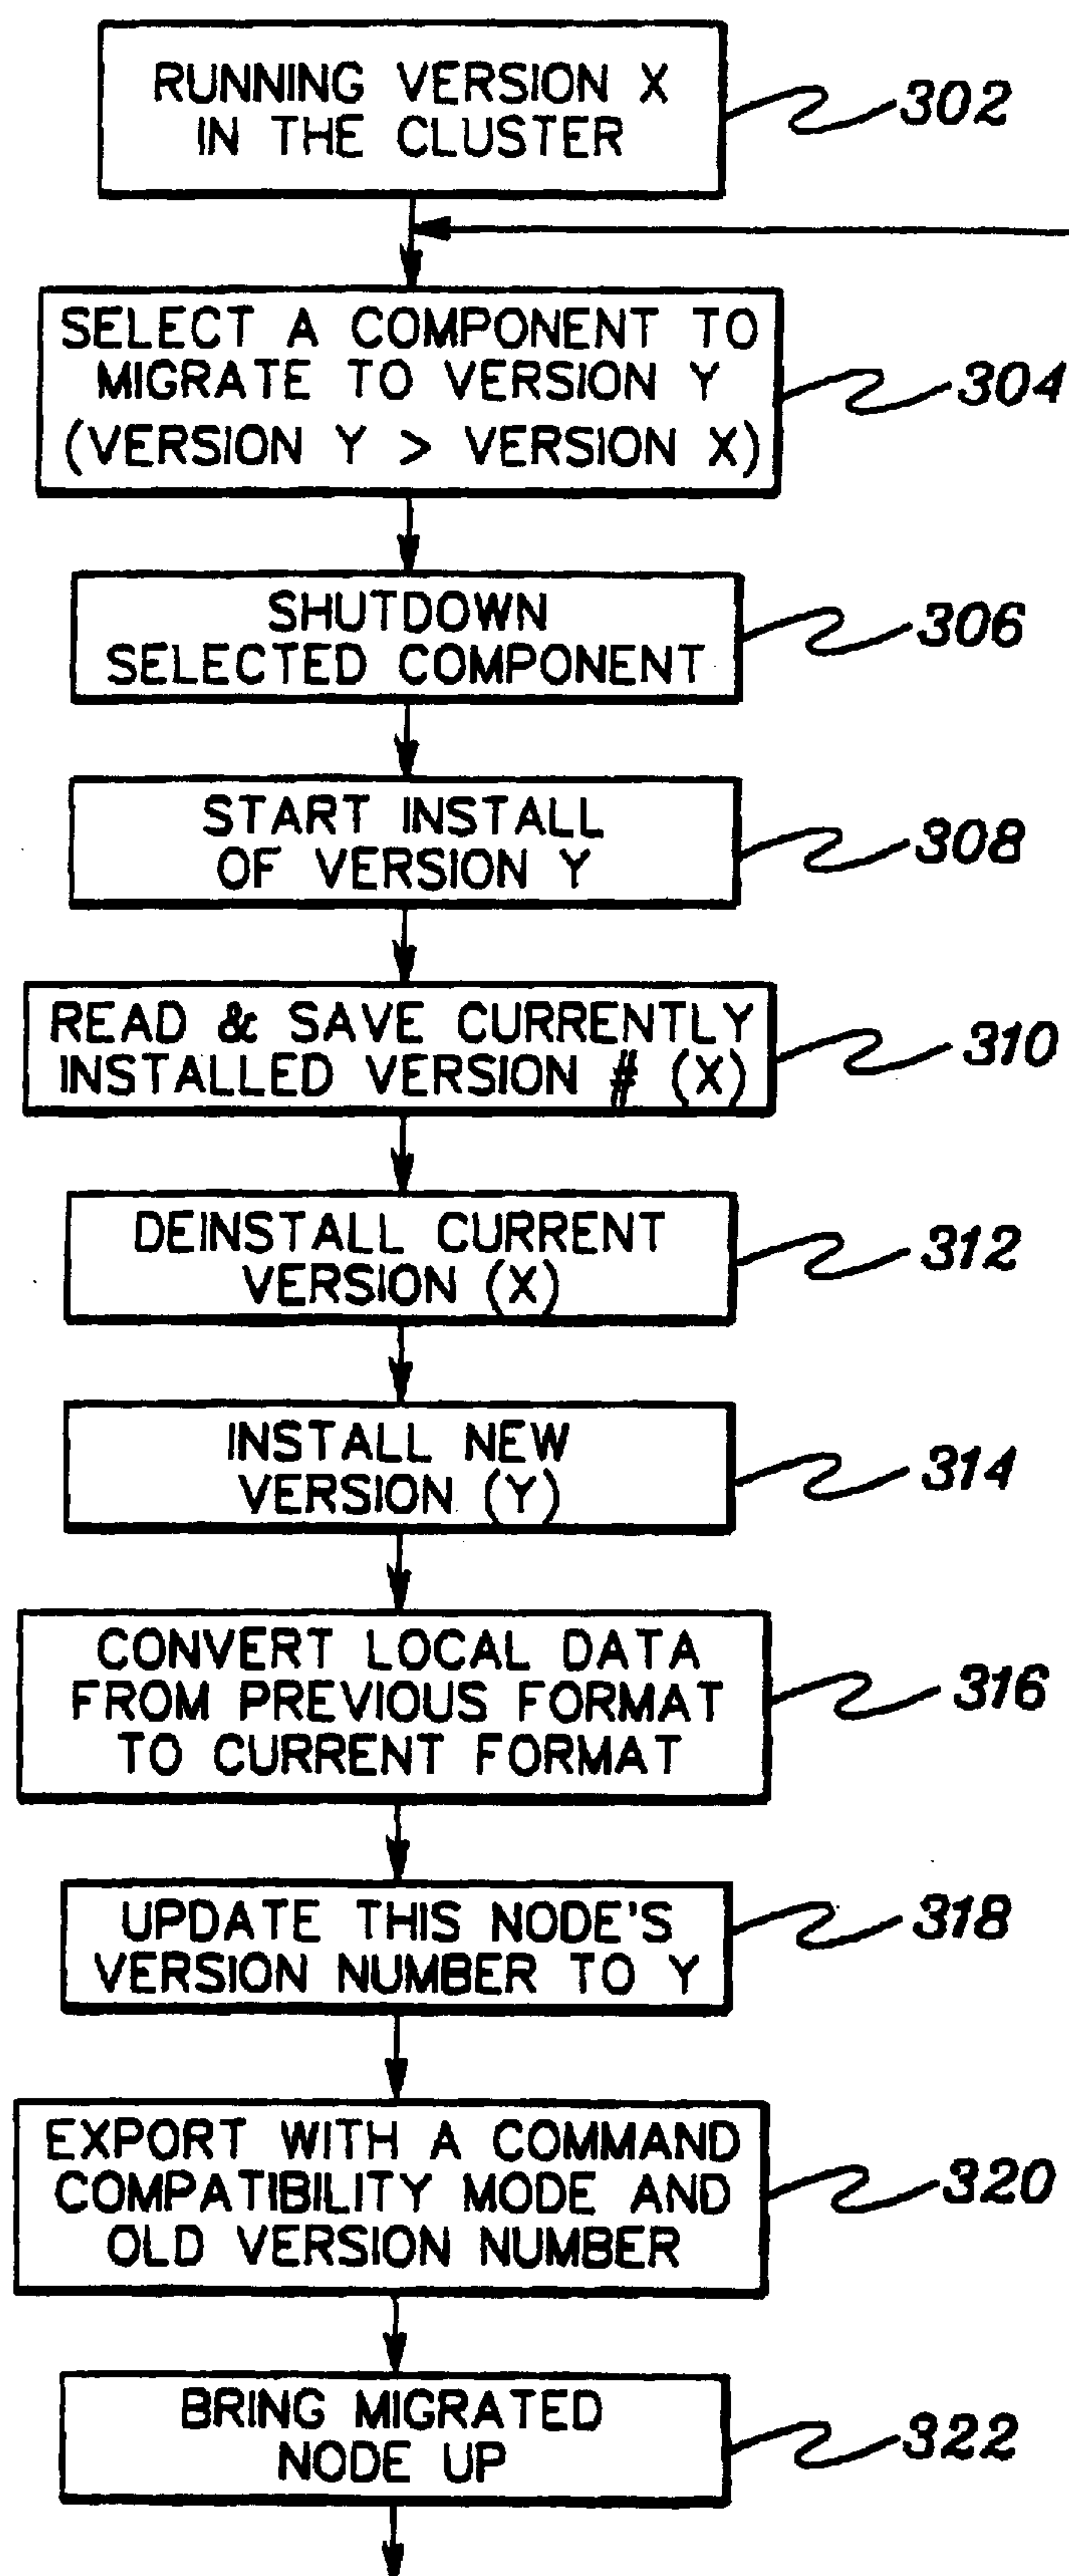 RUNNING VERSION X
IN THE CLUSTER
302
SELECT A COMPONENT TO
MIGRATE TO VERSION Y
(VERSION Y > VERSION X)
304
SHUTDOWN
SELECTED COMPONENT
306
START INSTALL
OF VERSION Y
308
READ & SAVE CURRENTLY
INSTALLED VERSION # (X)
310
DEINSTALL CURRENT
VERSION (X)
312
INSTALL NEW
VERSION (Y)
314
CONVERT LOCAL DATA
FROM PREVIOUS FORMAT
TO CURRENT FORMAT
316
UPDATE THIS NODE'S
VERSION NUMBER TO Y
318
EXPORT WITH A COMMAND
COMPATIBILITY MODE AND
OLD VERSION NUMBER
320
BRING MIGRATED
NODE UP
322